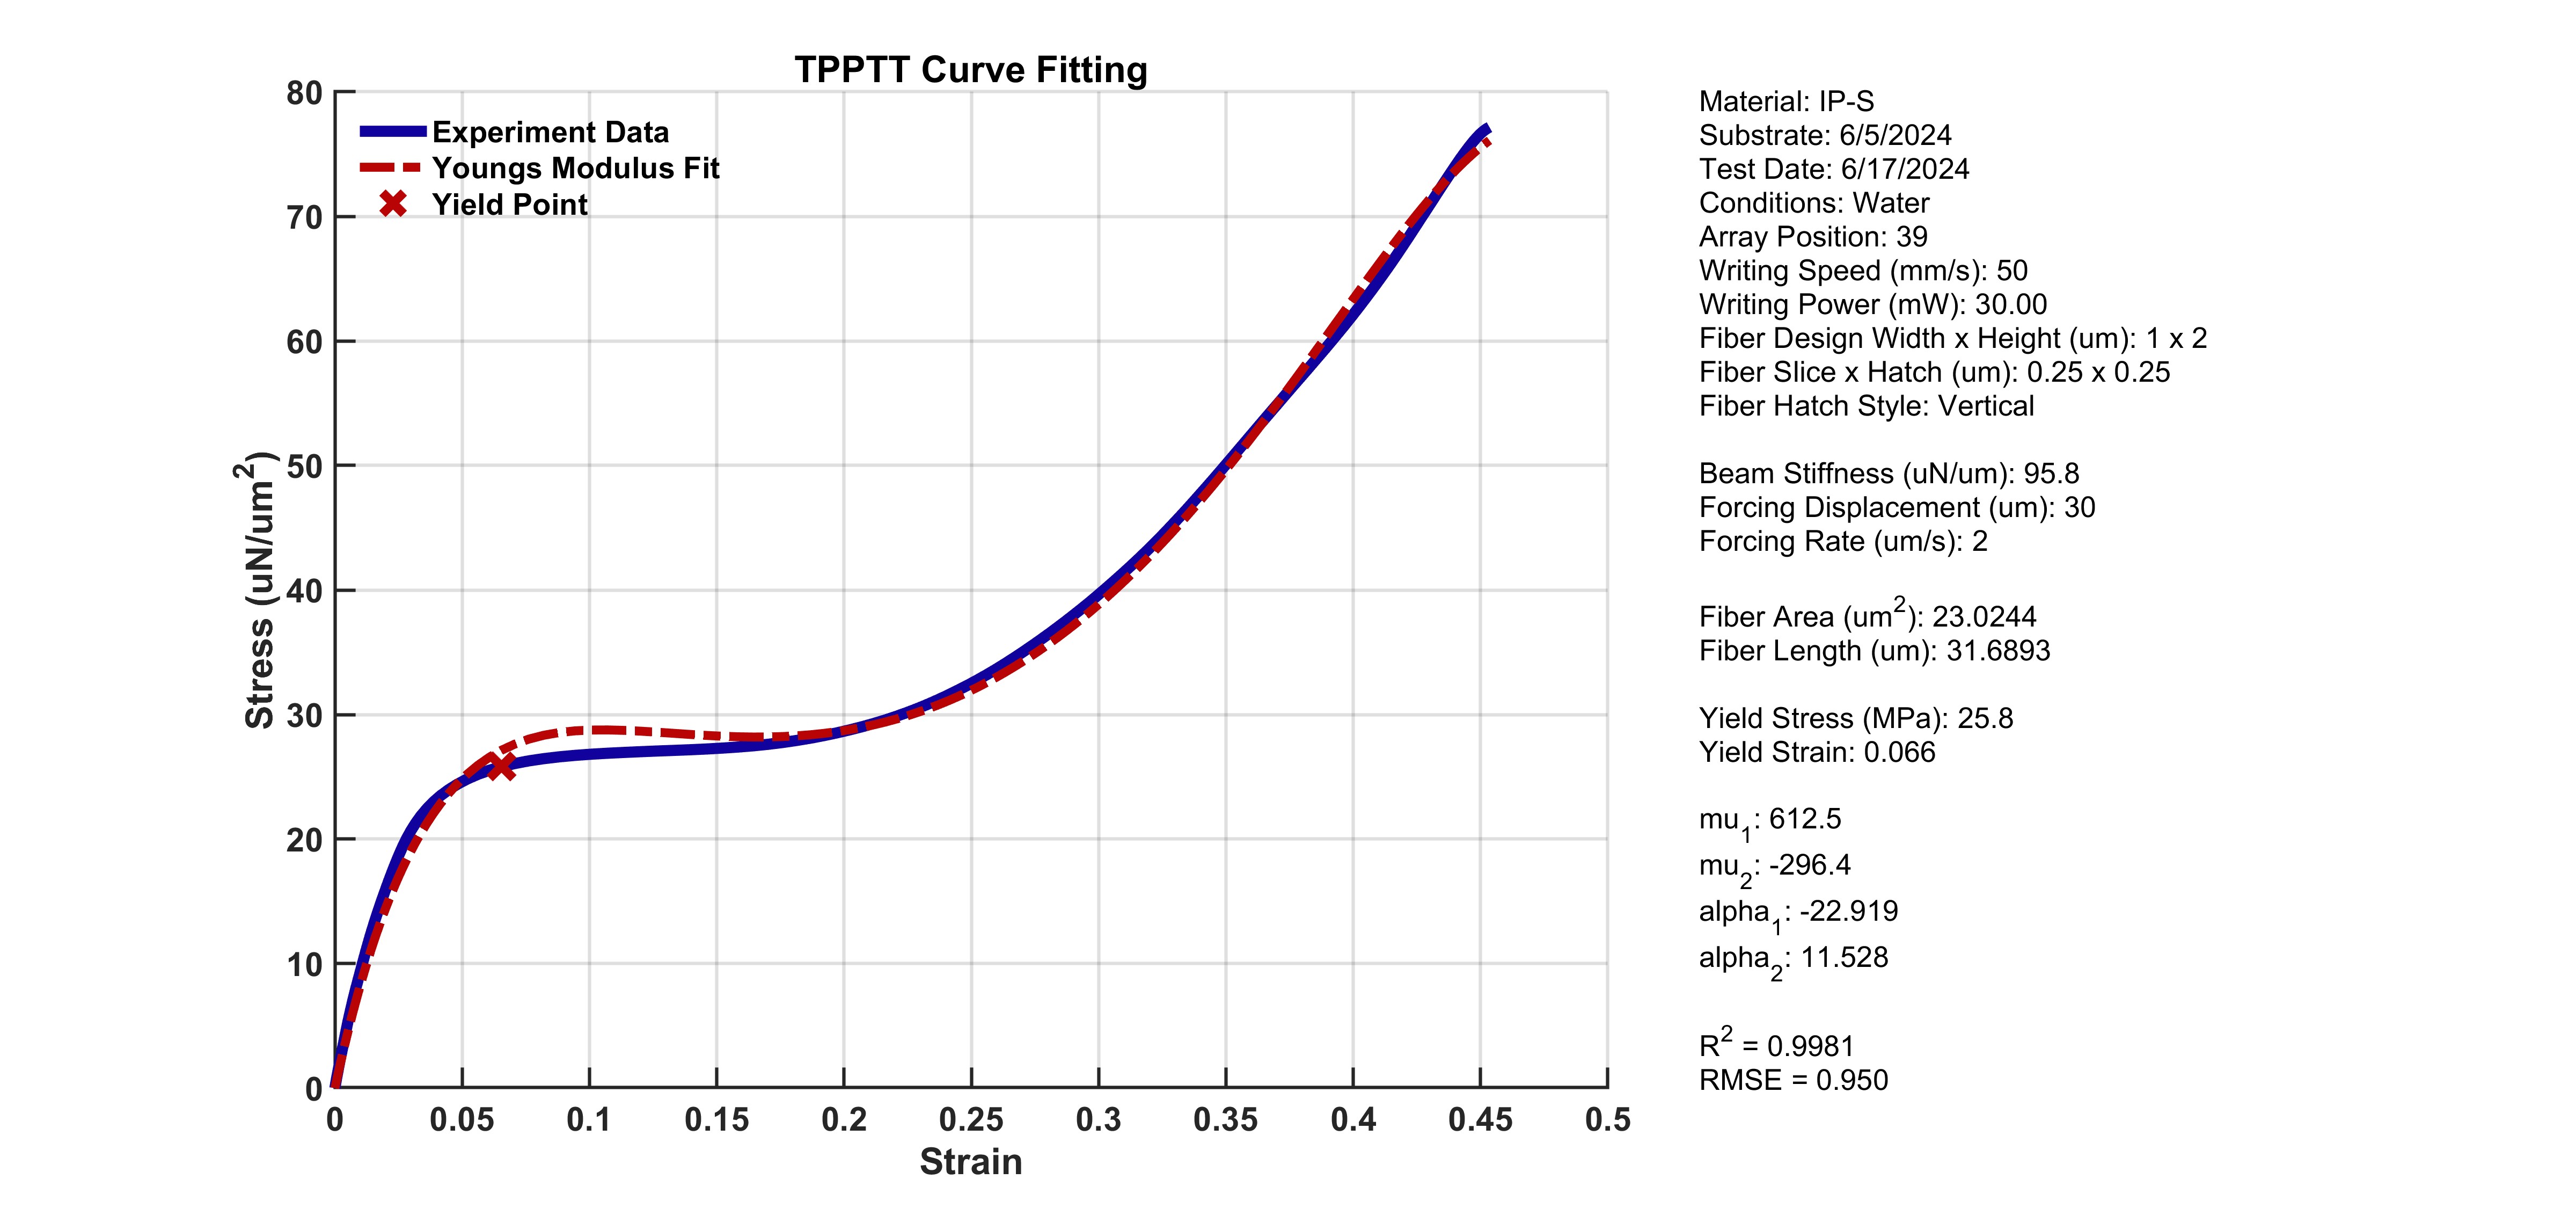 TPPTT Curve Fitting
80
70
60
50
40
30
20
10
0
Stress (uN/um²)
Experiment Data
Youngs Modulus Fit
Yield Point
0 0.05 0.1 0.15 0.2 0.25 0.3 0.35 0.4 0.45 0.5
Strain
Material: IP-S
Substrate: 6/5/2024
Test Date: 6/17/2024
Conditions: Water
Array Position: 39
Writing Speed (mm/s): 50
Writing Power (mW): 30.00
Fiber Design Width x Height (um): 1 x 2
Fiber Slice x Hatch (um): 0.25 x 0.25
Fiber Hatch Style: Vertical
Beam Stiffness (uN/um): 95.8
Forcing Displacement (um): 30
Forcing Rate (um/s): 2
Fiber Area (um²): 23.0244
Fiber Length (um): 31.6893
Yield Stress (MPa): 25.8
Yield Strain: 0.066
mu₁: 612.5
mu₂: -296.4
alpha₁: -22.919
alpha₂: 11.528
R² = 0.9981
RMSE = 0.950